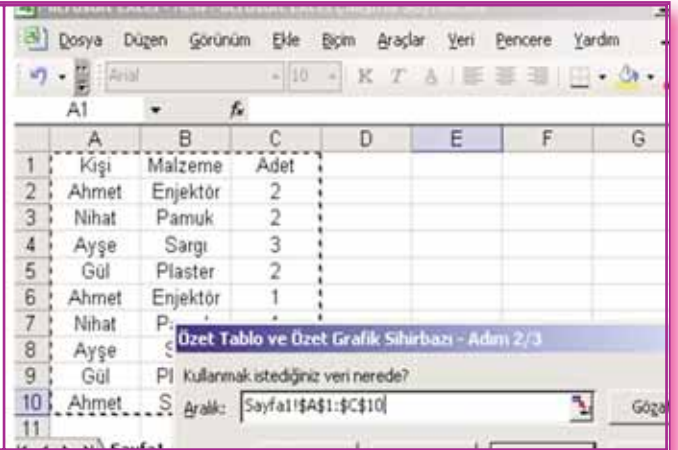 Dosya Düzen Görünüm Ekle Biçim Araçlar Veri Pencere Yardım
Arial 10 K T A
A1 fx
A B C D E F G
1 Kişi Malzeme Adet
2 Ahmet Enjektör 2
3 Nihat Pamuk 2
4 Ayşe Sargı 3
5 Gül Plaster 2
6 Ahmet Enjektör 1
7 Nihat
8 Ayşe
9 Gül Pl
10 Ahmet S
11
Özet Tablo ve Özet Grafik Sihirbazı - Adım 2/3
Kullanmak istediğiniz veri nerede?
Aralık: Sayfa1!$A$1:$C$10 Gözat